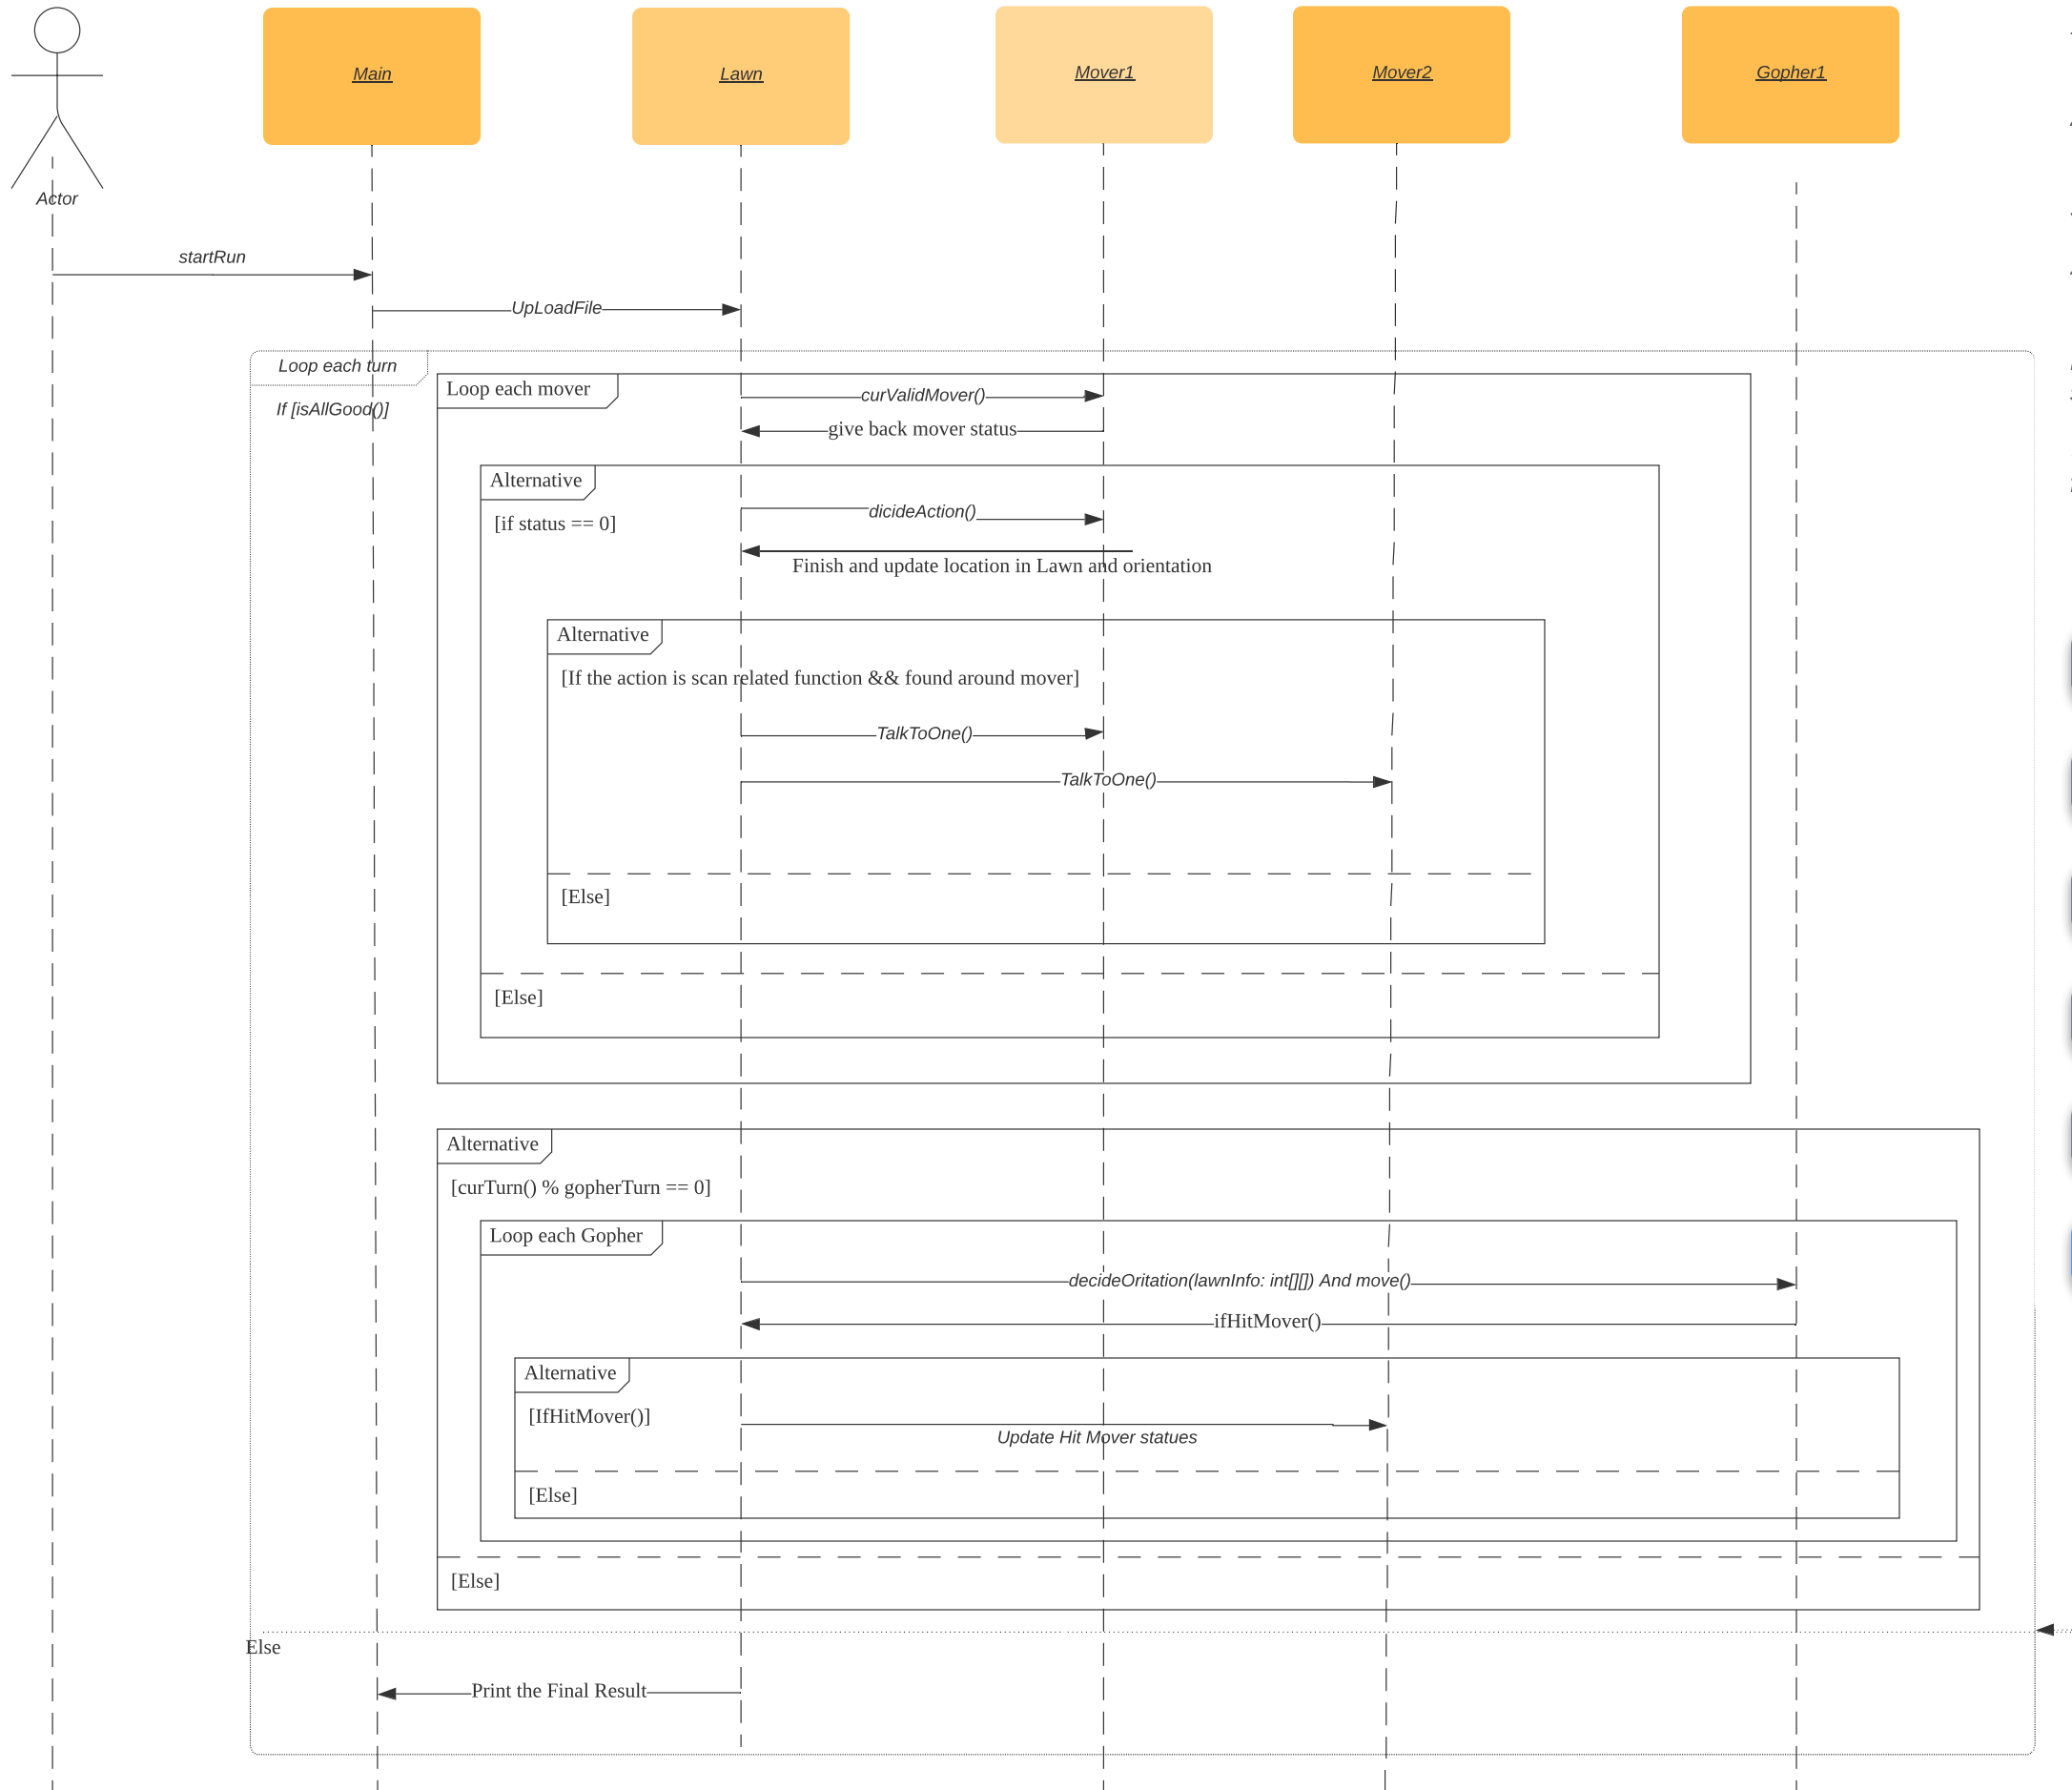 Main
Lawn
Mover1
Mover2
Gopher1
Actor
startRun
UpLoadFile
Loop each turn
If [isAllGood()]
Loop each mover
curValidMover()
give back mover status
Alternative
[if status == 0]
dicideAction()
Finish and update location in Lawn and orientation
Alternative
[If the action is scan related function && found around mover]
TalkToOne()
TalkToOne()
[Else]
[Else]
Alternative
[curTurn() % gopherTurn == 0]
Loop each Gopher
decideOritation(lawnInfo: int[][]) And move()
ifHitMover()
Alternative
[IfHitMover()]
Update Hit Mover statues
[Else]
[Else]
Else
Print the Final Result